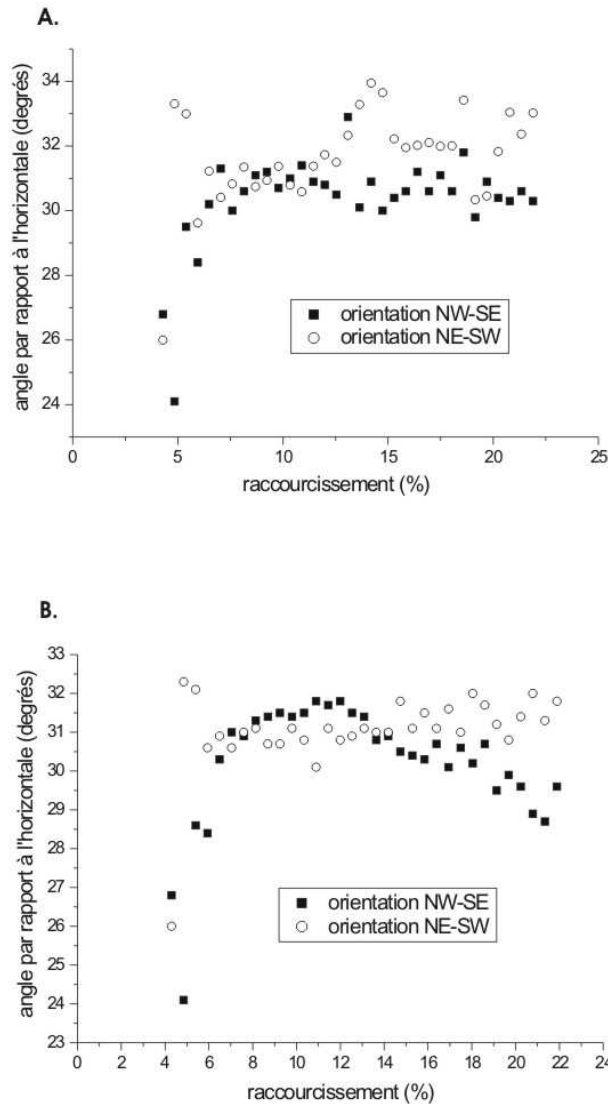 A.
angle par rapport à l'horizontale (degrés)
34
32
30
28
26
24
orientation NW-SE
orientation NE-SW
0 5 10 15 20 25
raccourcissement (%)
B.
angle par rapport à l'horizontale (degrés)
33
32
31
30
29
28
27
26
25
24
23
orientation NW-SE
orientation NE-SW
0 2 4 6 8 10 12 14 16 18 20 22 24
raccourcissement (%)